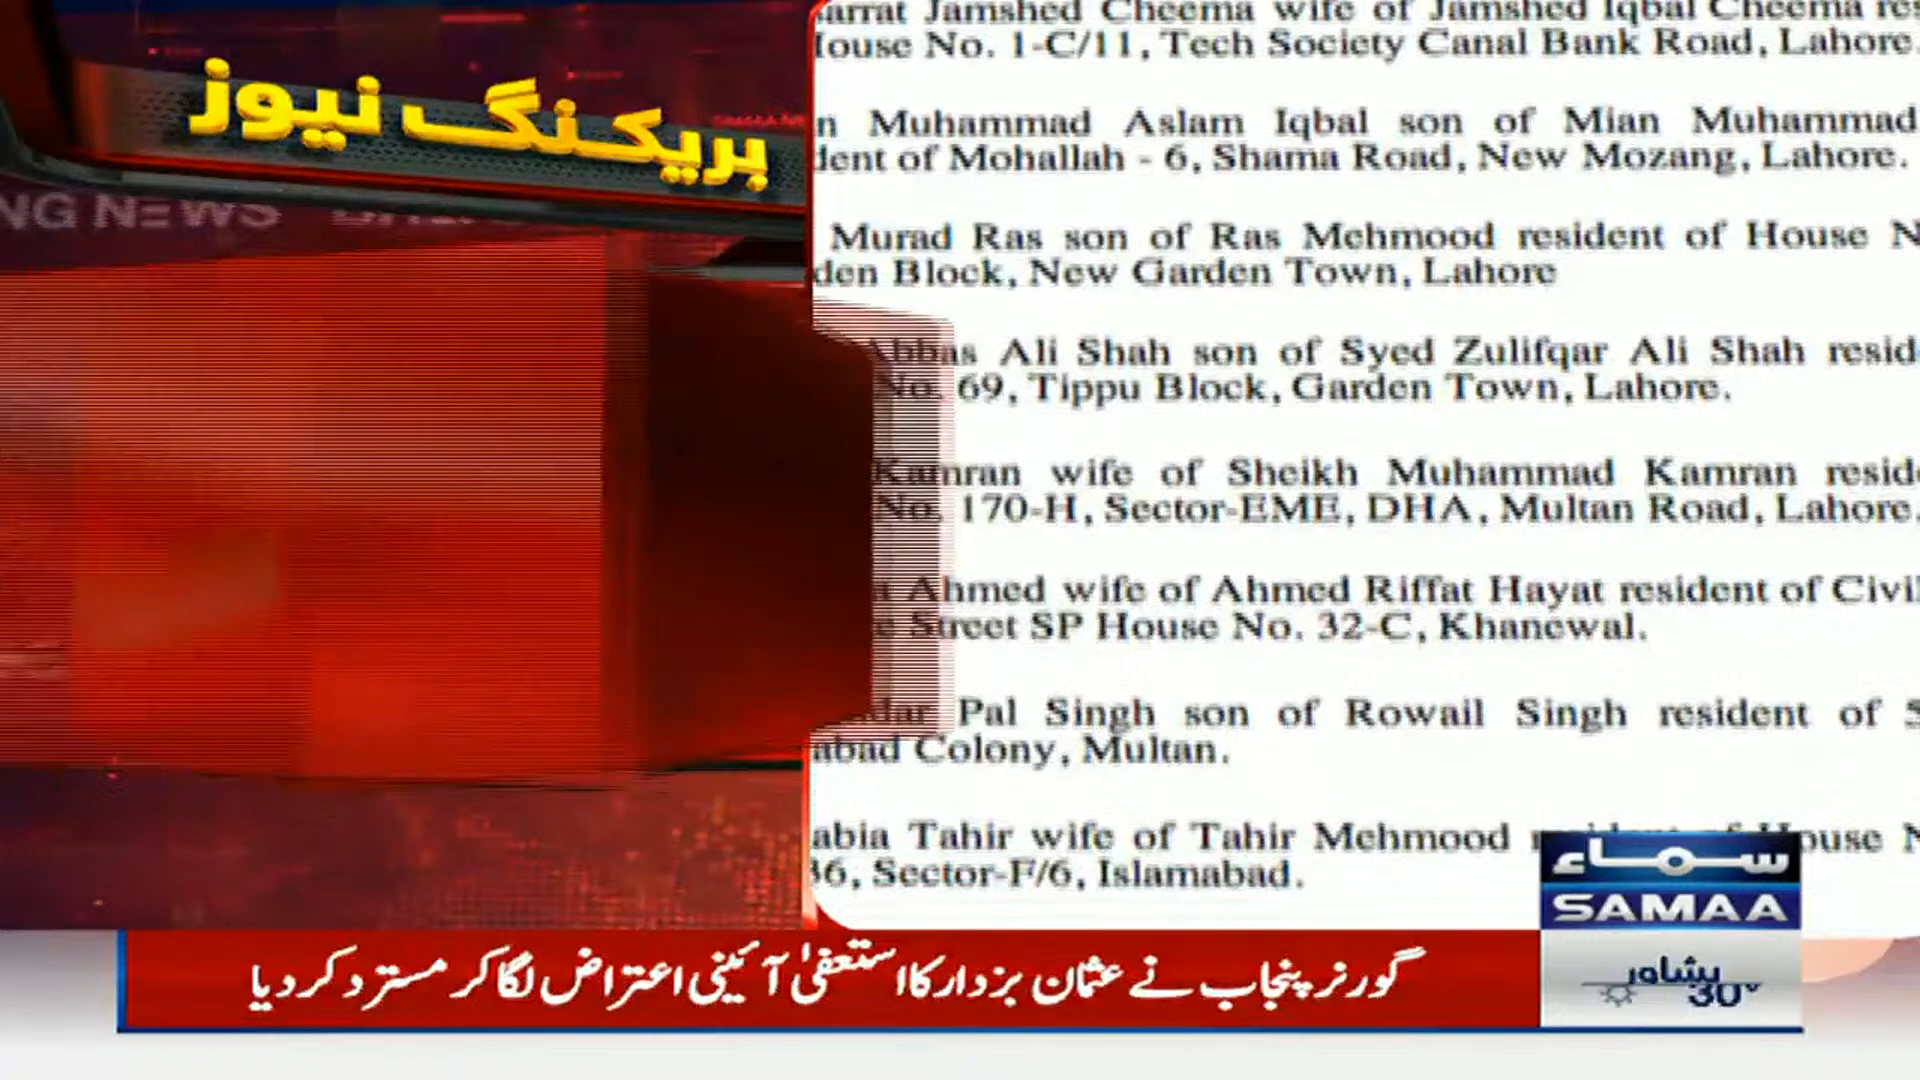 بریکنگ نیوز
NG NEWS
Jamshed Cheema wife of Jamshed Iqbal Cheema
House No. 1-C/11, Tech Society Canal Bank Road, Lahore.
Muhammad Aslam Iqbal son of Mian Muhammad
dent of Mohallah - 6, Shama Road, New Mozang, Lahore.
Murad Ras son of Ras Mehmood resident of House
den Block, New Garden Town, Lahore
Abbas Ali Shah son of Syed Zulifqar Ali Shah resid
No. 69, Tippu Block, Garden Town, Lahore.
Kamran wife of Sheikh Muhammad Kamran resid
No. 170-H, Sector-EME, DHA, Multan Road, Lahore.
Ahmed wife of Ahmed Riffat Hayat resident of Civil
Street SP House No. 32-C, Khanewal.
dar Pal Singh son of Rowail Singh resident of S
abad Colony, Multan.
abia Tahir wife of Tahir Mehmood
36, Sector-F/6, Islamabad.
سماء
SAMAA
گورنر پنجاب نے عثمان بزدار کا استعفیٰ آئینی اعتراض لگا کر مسترد کر دیا
پشاور
30°